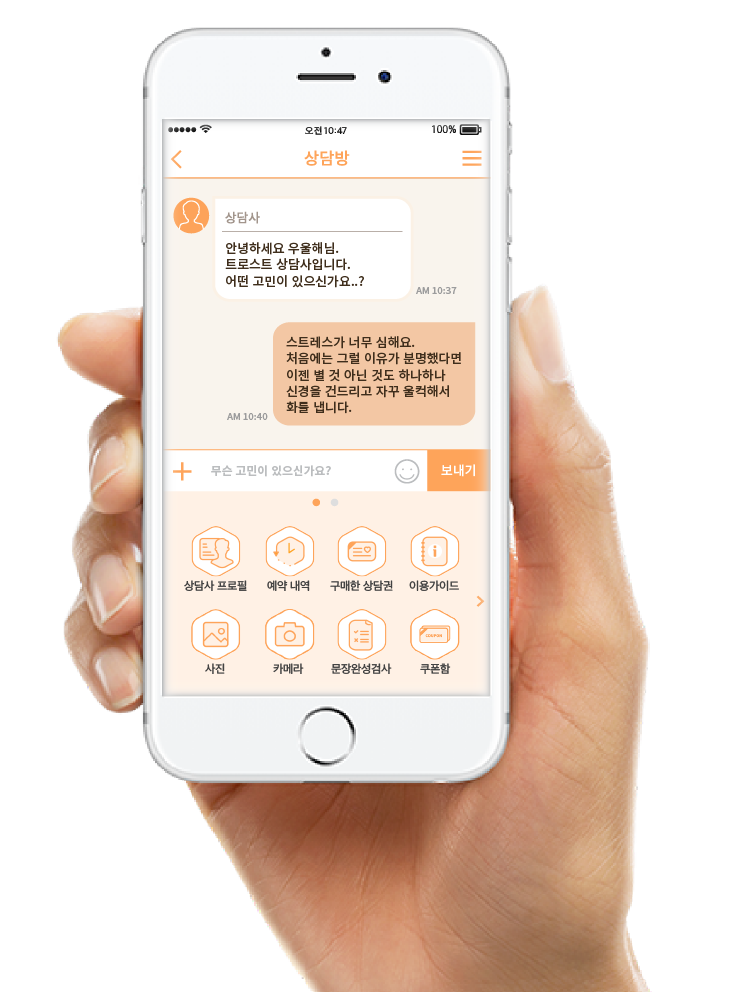 오전10:47
100%
상담방
상담사
안녕하세요 우울해님.
트로스트 상담사입니다.
어떤 고민이 있으신가요..?
AM 10:37
스트레스가 너무 심해요.
처음에는 그럴 이유가 분명했다면
이젠 별 것 아닌 것도 하나하나
신경을 건드리고 자꾸 울컥해서
화를 냅니다.
AM 10:40
무슨 고민이 있으신가요?
보내기
상담사 프로필
예약 내역
구매한 상담권
이용가이드
COUPON
사진
카메라
문장완성검사
쿠폰함